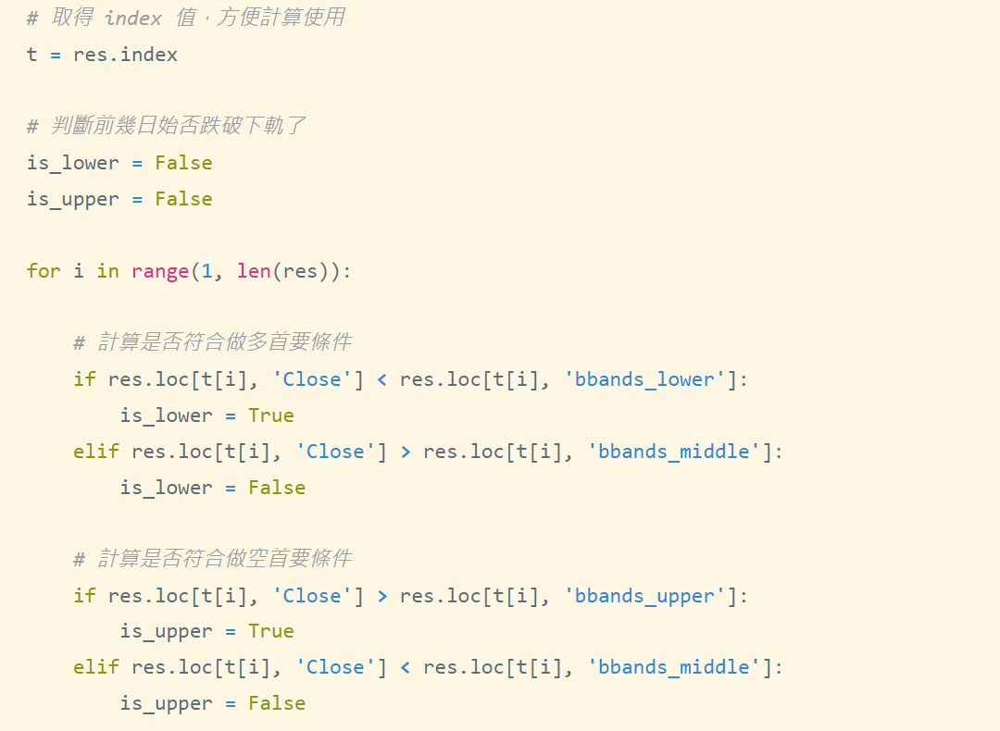 # 取得 index 值，方便計算使用
t = res.index
# 判斷前幾日始否跌破下軌了
is_lower = False
is_upper = False
for i in range(1, len(res)):
# 計算是否符合做多首要條件
if res.loc[t[i], 'Close'] < res.loc[t[i], 'bbands_lower']:
is_lower = True
elif res.loc[t[i], 'Close'] > res.loc[t[i], 'bbands_middle']:
is_lower = False
# 計算是否符合做空首要條件
if res.loc[t[i], 'Close'] > res.loc[t[i], 'bbands_upper']:
is_upper = True
elif res.loc[t[i], 'Close'] < res.loc[t[i], 'bbands_middle']:
is_upper = False